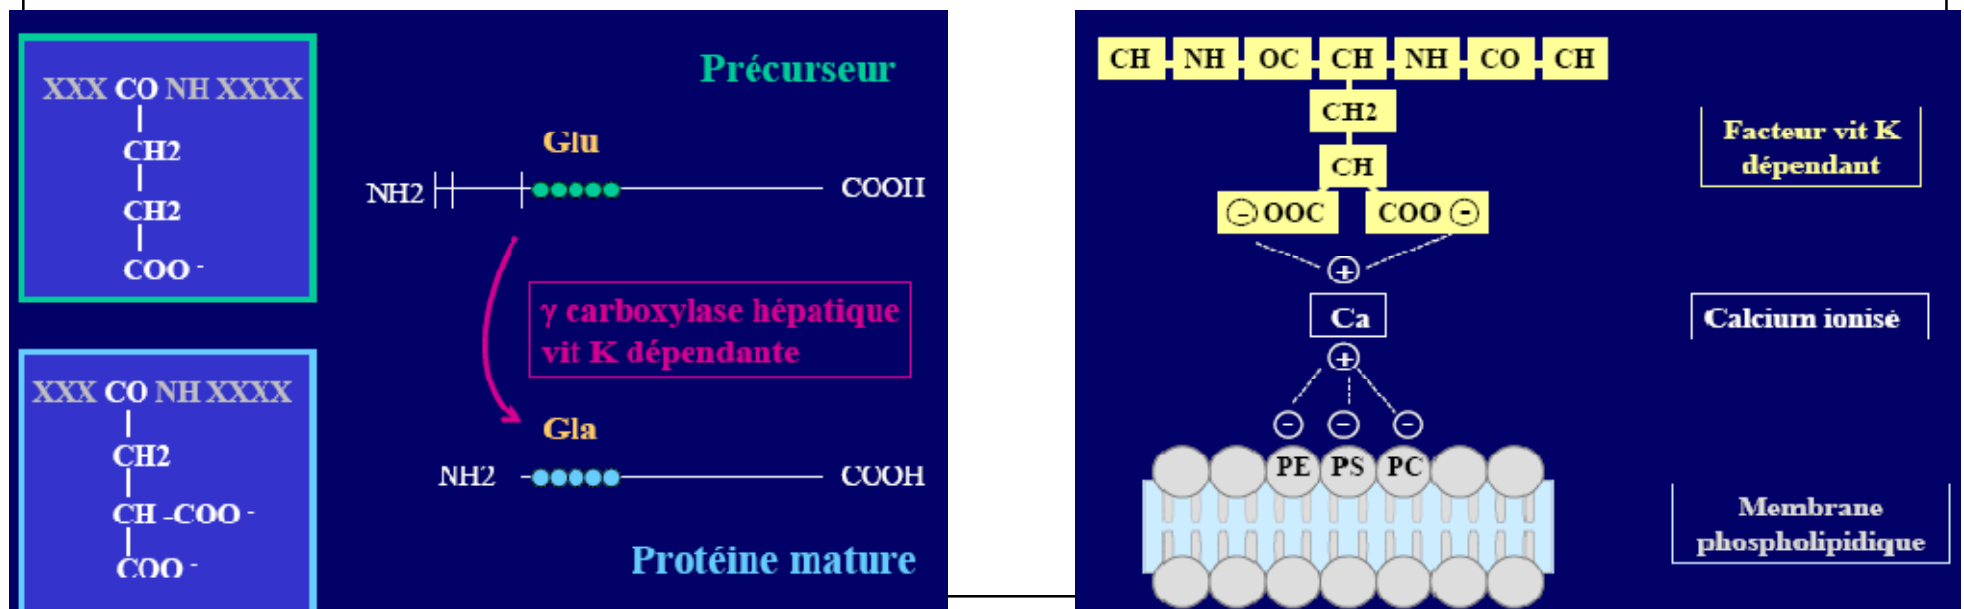 Précurseur
XXX CO NH XXXX
CH2
CH2
COO -
Glu
NH2
COOH
γ carboxylase hépatique
vit K dépendante
XXX CO NH XXXX
CH2
CH -COO -
COO -
Gla
NH2
COOH
Protéine mature
CH NH OC CH NH CO CH
CH2
CH
- OOC COO -
+
Ca
+
- - -
PE PS PC
Facteur vit K
dépendant
Calcium ionisé
Membrane
phospholipidique